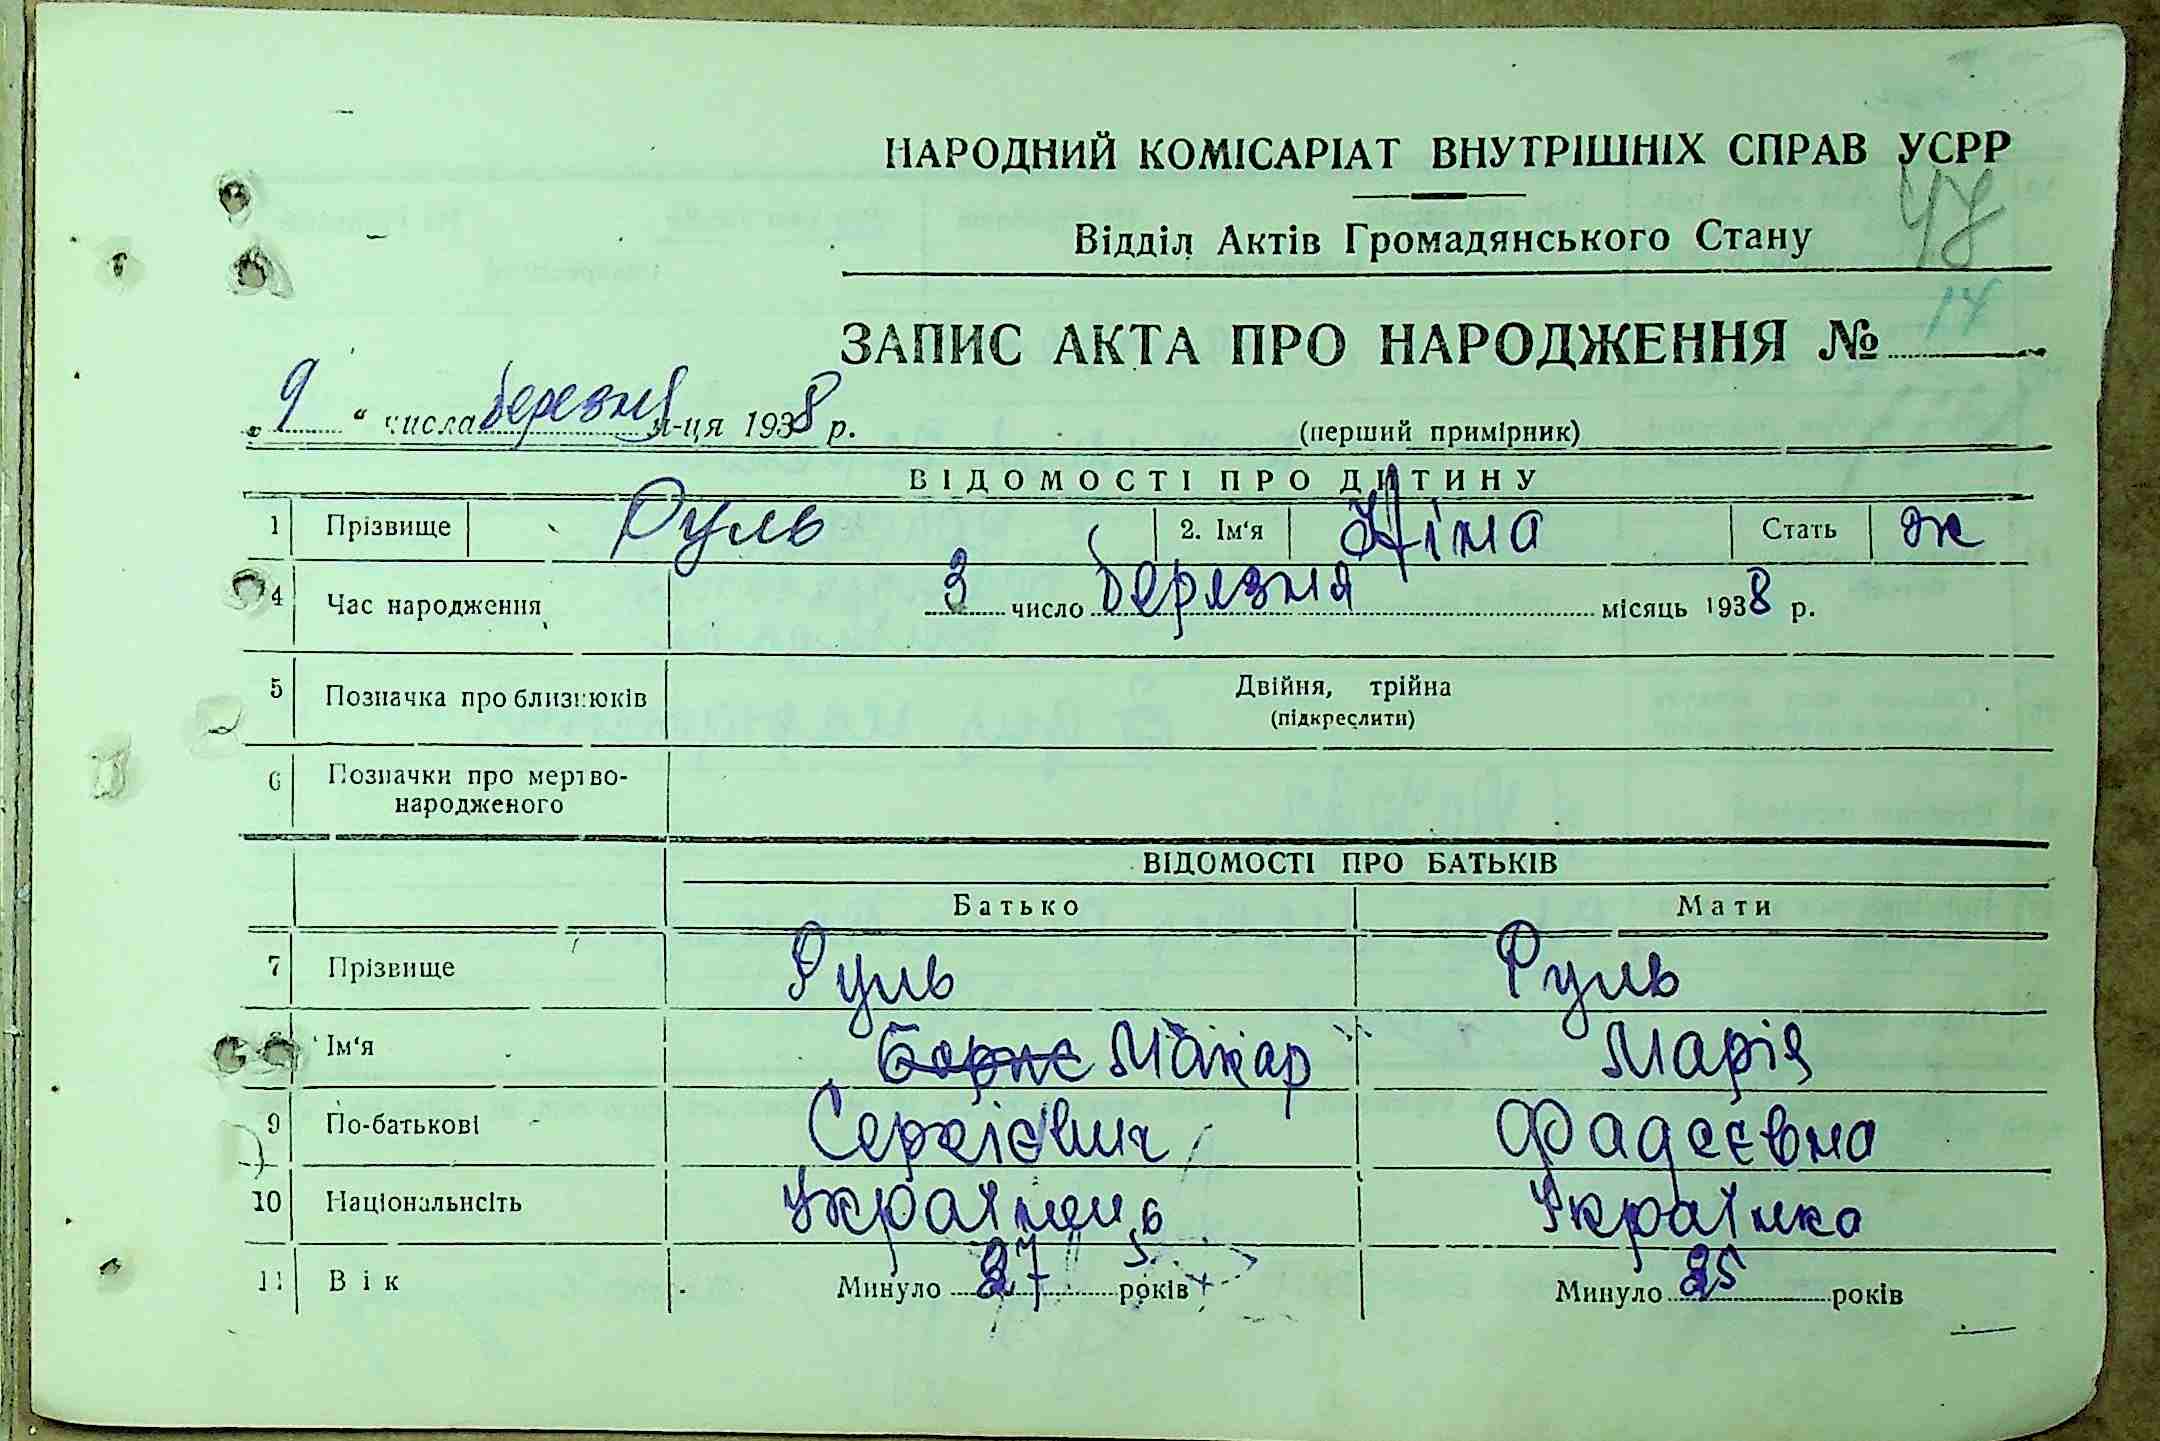 НАРОДНИЙ КОМІСАРІАТ ВНУТРІШНІХ СПРАВ УСРР
Відділ Актів Громадянського Стану
ЗАПИС АКТА ПРО НАРОДЖЕННЯ № 14
„ 9 “ числа березня м-ця 1938 р. (перший примірник)
ВІДОМОСТІ ПРО ДИТИНУ
1 Прізвище Руль 2. Ім‘я Ніна Стать ж
4 Час народження 3 число березня місяць 1938 р.
5 Позначка про близнюків Двійня, трійна
(підкреслити)
6 Позначки про мертво-
народженого
ВІДОМОСТІ ПРО БАТЬКІВ
Батько Мати
7 Прізвище Руль Руль
Ім‘я Борис Макар Марія
9 По-батькові Сергієвич Фадеєвна
10 Національність Українець Українка
11 Вік Минуло 27 років Минуло 25 років